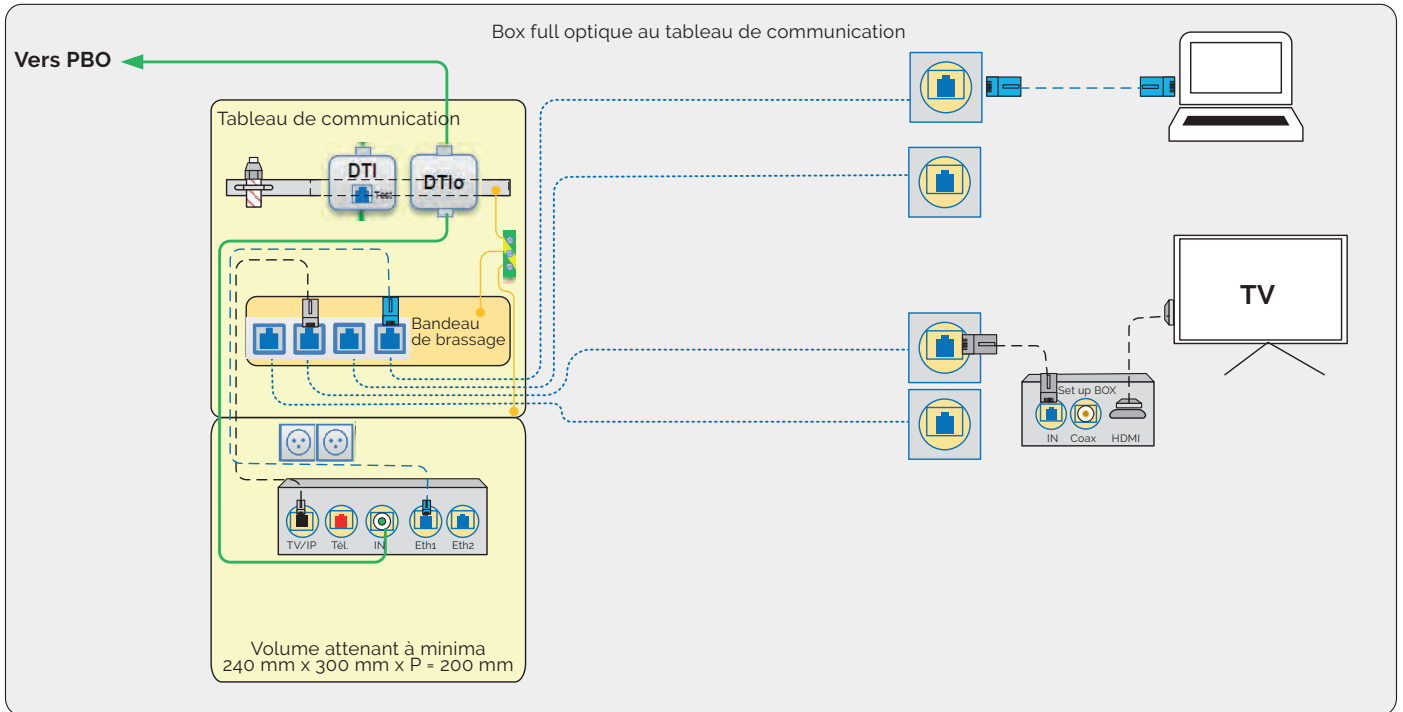 Box full optique au tableau de communication
Vers PBO
Tableau de communication
DTI
Test
DTIo
Bandeau
de brassage
TV
Set up BOX
IN Coax HDMI
TV/IP Tél. IN Eth1 Eth2
Volume attenant à minima
240 mm x 300 mm x P = 200 mm